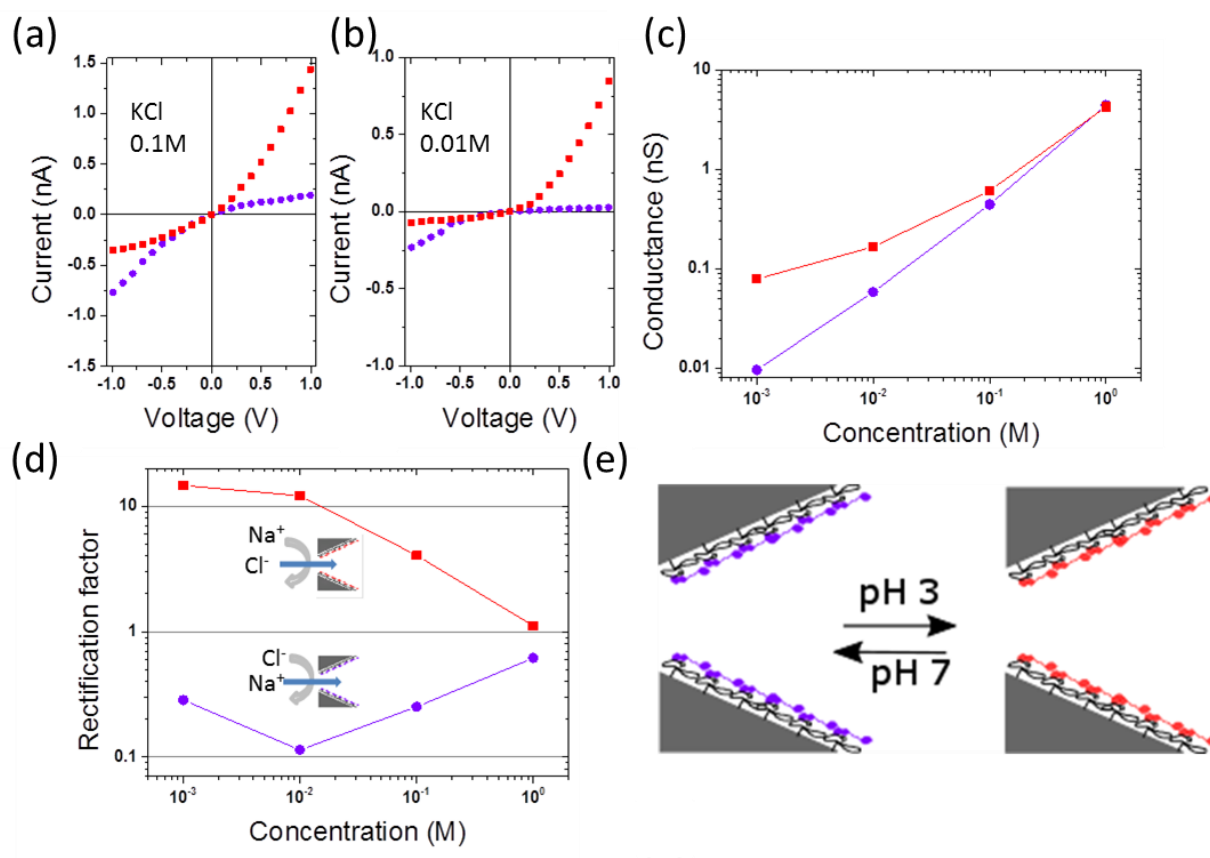 (a)
1.5
1.0
0.5
0.0
-0.5
-1.0
-1.5
Current (nA)
KCl
0.1M
-1.0 -0.5 0.0 0.5 1.0
Voltage (V)
(b)
1.0
0.5
0.0
-0.5
-1.0
Current (nA)
KCl
0.01M
-1.0 -0.5 0.0 0.5 1.0
Voltage (V)
(c)
10
1
0.1
0.01
Conductance (nS)
10⁻³ 10⁻² 10⁻¹ 10⁰
Concentration (M)
(d)
10
1
0.1
Rectification factor
Na⁺
Cl⁻
Cl⁻
Na⁺
10⁻³ 10⁻² 10⁻¹ 10⁰
Concentration (M)
(e)
pH 3
pH 7